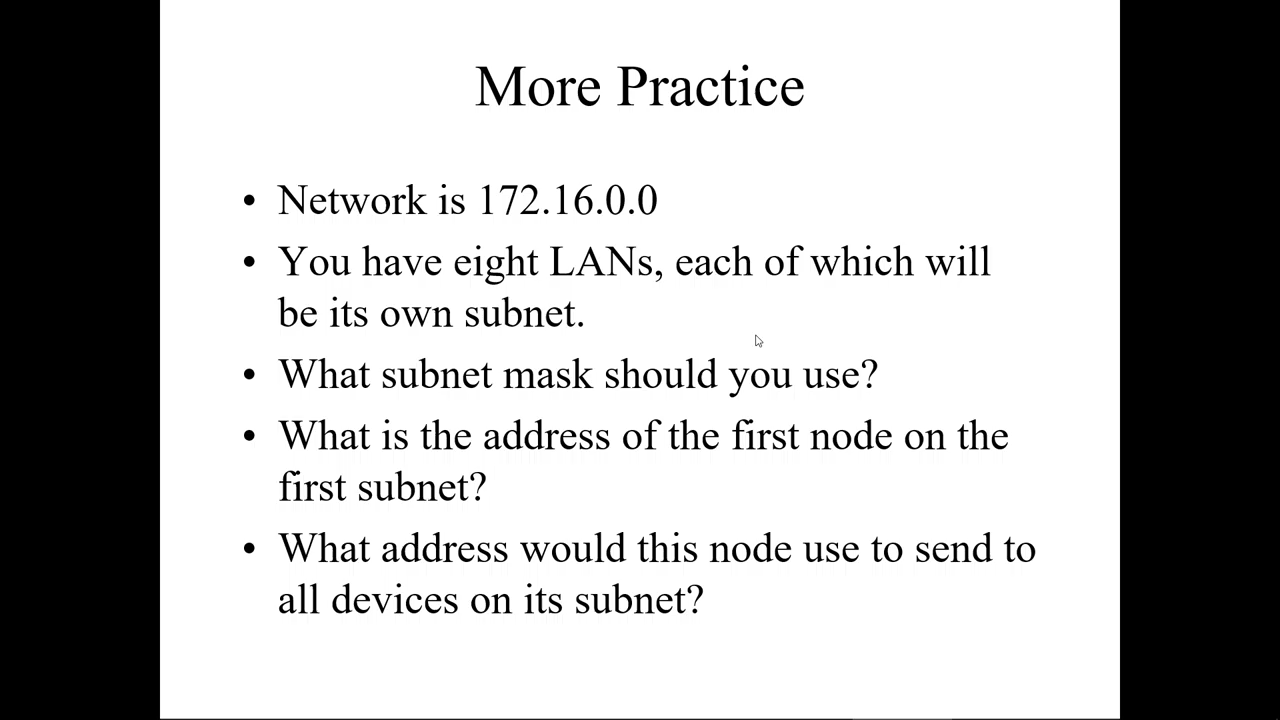 More Practice
• Network is 172.16.0.0
• You have eight LANs, each of which will
be its own subnet.
• What subnet mask should you use?
• What is the address of the first node on the
first subnet?
• What address would this node use to send to
all devices on its subnet?